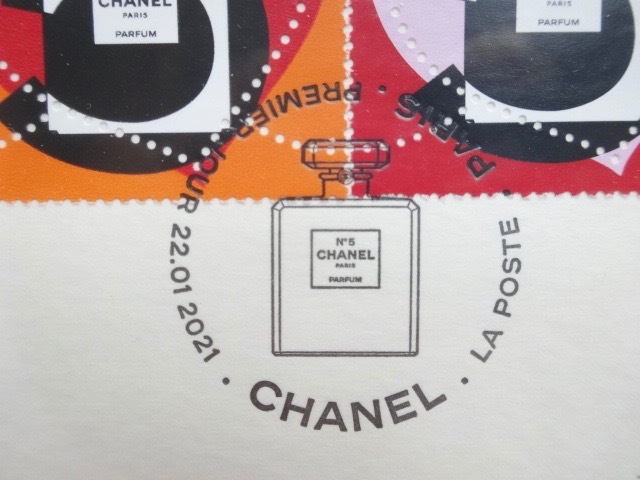 CHANEL
PARIS
PARFUM
PARIS
PARFUM
PREMIER JOUR 22.01 2021 · CHANEL · LA POSTE · PARIS ·
N°5
CHANEL
PARIS
PARFUM